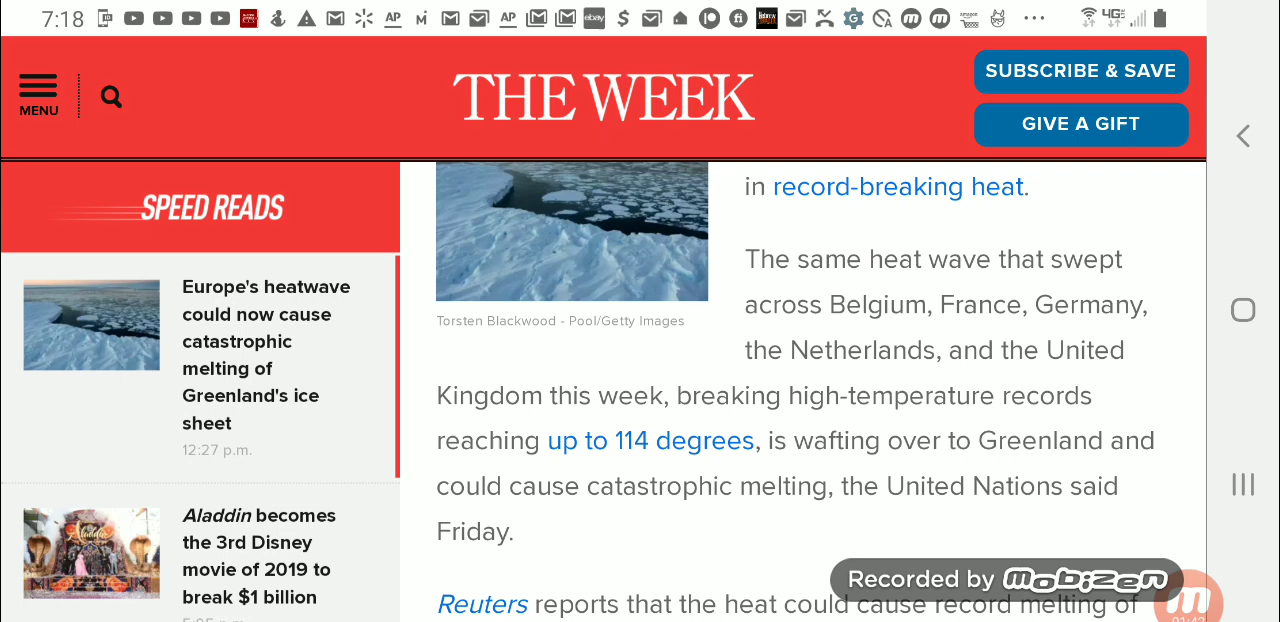 7:18
4G
MENU
THE WEEK
SUBSCRIBE & SAVE
GIVE A GIFT
SPEED READS
Europe's heatwave
could now cause
catastrophic
melting of
Greenland's ice
sheet
12:27 p.m.
Aladdin becomes
the 3rd Disney
movie of 2019 to
break $1 billion
Torsten Blackwood - Pool/Getty Images
in record-breaking heat.
The same heat wave that swept
across Belgium, France, Germany,
the Netherlands, and the United
Kingdom this week, breaking high-temperature records
reaching up to 114 degrees, is wafting over to Greenland and
could cause catastrophic melting, the United Nations said
Friday.
Reuters reports that the heat could cause record melting of
Recorded by mobizen